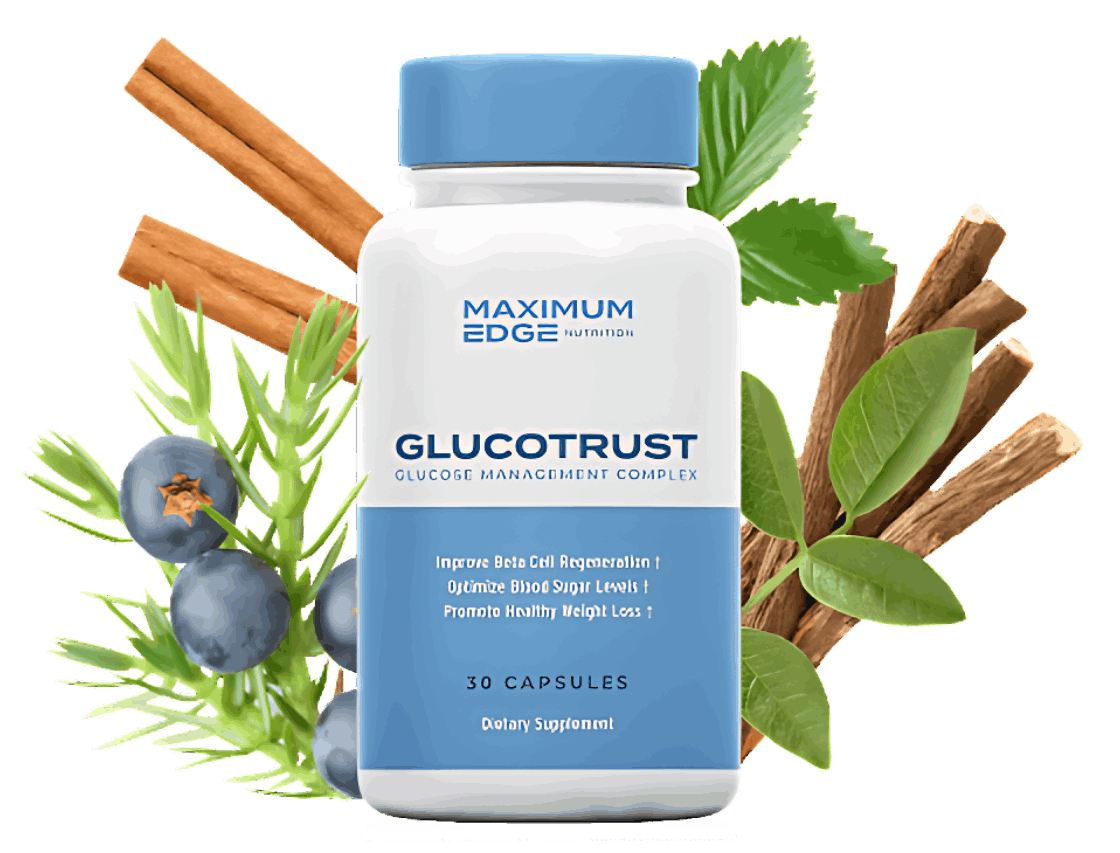 MAXIMUM
EDGE NUTRITION
GLUCOTRUST
GLUCOSE MANAGEMENT COMPLEX
Improve Beta Cell Regeneration †
Optimize Blood Sugar Levels †
Promote Healthy Weight Loss †
30 CAPSULES
Dietary Supplement